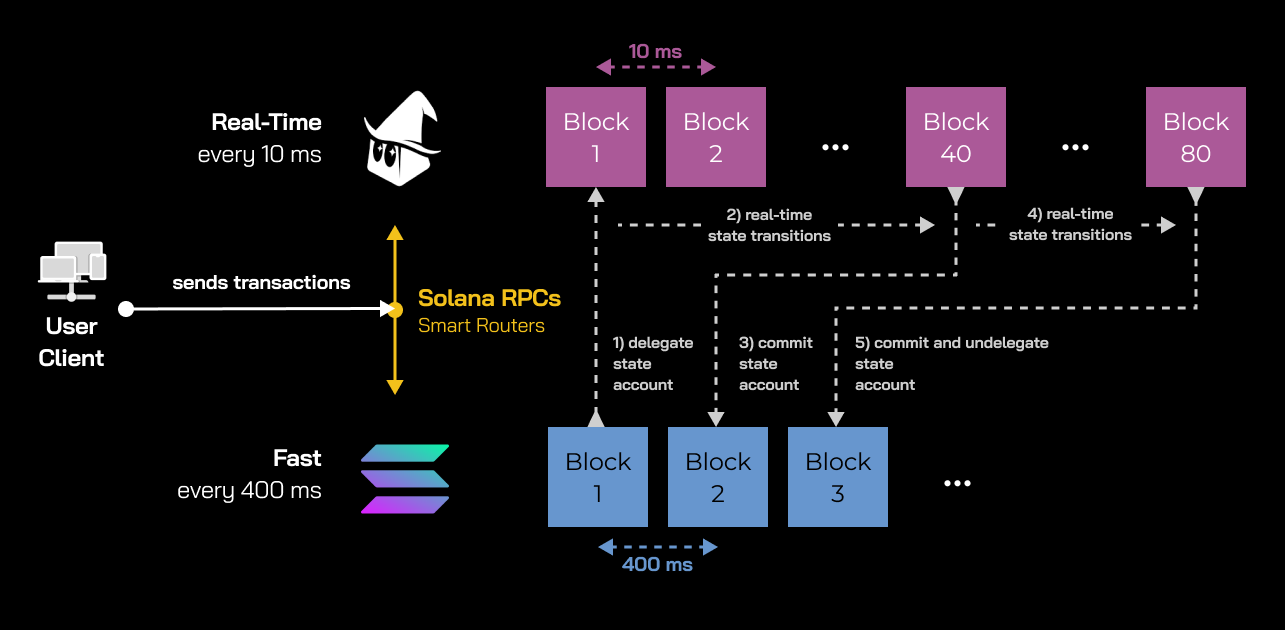 10 ms
Real-Time
every 10 ms
Block
1
Block
2
...
Block
40
...
Block
80
2) real-time
state transitions
4) real-time
state transitions
sends transactions
User
Client
Solana RPCs
Smart Routers
1) delegate
state
account
3) commit
state
account
5) commit and undelegate
state
account
Fast
every 400 ms
Block
1
Block
2
Block
3
...
400 ms